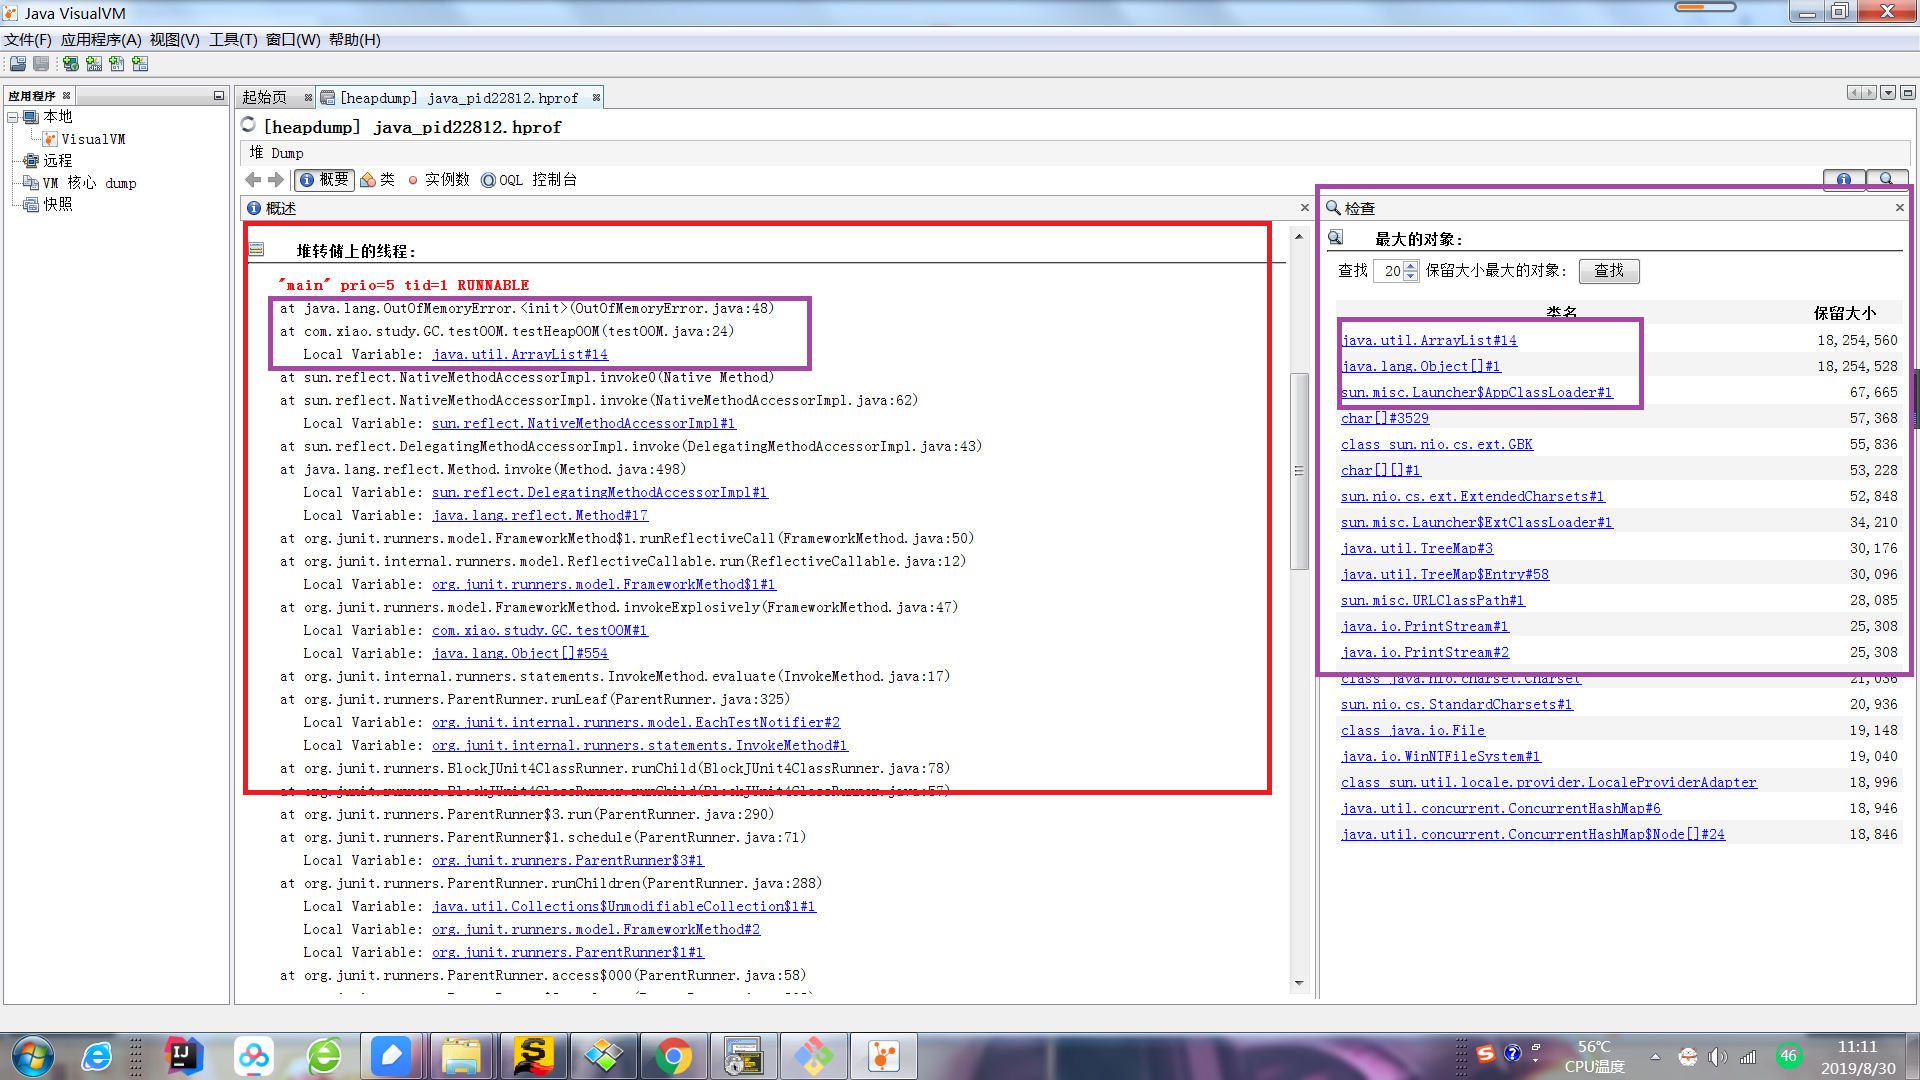 Java VisualVM
文件(F) 应用程序(A) 视图(V) 工具(T) 窗口(W) 帮助(H)
应用程序
本地
VisualVM
远程
VM 核心 dump
快照
起始页
[heapdump] java_pid22812.hprof
[heapdump] java_pid22812.hprof
堆 Dump
概要 类 实例数 OQL 控制台
概述
堆转储上的线程:
"main" prio=5 tid=1 RUNNABLE
at java.lang.OutOfMemoryError.<init>(OutOfMemoryError.java:48)
at com.xiao.study.GC.testOOM.testHeapOOM(testOOM.java:24)
Local Variable: java.util.ArrayList#14
at sun.reflect.NativeMethodAccessorImpl.invoke0(Native Method)
at sun.reflect.NativeMethodAccessorImpl.invoke(NativeMethodAccessorImpl.java:62)
Local Variable: sun.reflect.NativeMethodAccessorImpl#1
at sun.reflect.DelegatingMethodAccessorImpl.invoke(DelegatingMethodAccessorImpl.java:43)
at java.lang.reflect.Method.invoke(Method.java:498)
Local Variable: sun.reflect.DelegatingMethodAccessorImpl#1
Local Variable: java.lang.reflect.Method#17
at org.junit.runners.model.FrameworkMethod$1.runReflectiveCall(FrameworkMethod.java:50)
at org.junit.internal.runners.model.ReflectiveCallable.run(ReflectiveCallable.java:12)
Local Variable: org.junit.runners.model.FrameworkMethod$1#1
at org.junit.runners.model.FrameworkMethod.invokeExplosively(FrameworkMethod.java:47)
Local Variable: com.xiao.study.GC.testOOM#1
Local Variable: java.lang.Object[]#554
at org.junit.internal.runners.statements.InvokeMethod.evaluate(InvokeMethod.java:17)
at org.junit.runners.ParentRunner.runLeaf(ParentRunner.java:325)
Local Variable: org.junit.internal.runners.model.EachTestNotifier#2
Local Variable: org.junit.internal.runners.statements.InvokeMethod#1
at org.junit.runners.BlockJUnit4ClassRunner.runChild(BlockJUnit4ClassRunner.java:78)
at org.junit.runners.BlockJUnit4ClassRunner.runChild(BlockJUnit4ClassRunner.java:57)
at org.junit.runners.ParentRunner$3.run(ParentRunner.java:290)
at org.junit.runners.ParentRunner$1.schedule(ParentRunner.java:71)
Local Variable: org.junit.runners.ParentRunner$3#1
at org.junit.runners.ParentRunner.runChildren(ParentRunner.java:288)
Local Variable: java.util.Collections$UnmodifiableCollection$1#1
Local Variable: org.junit.runners.model.FrameworkMethod#2
Local Variable: org.junit.runners.ParentRunner$1#1
at org.junit.runners.ParentRunner.access$000(ParentRunner.java:58)
检查
最大的对象:
查找 20 保留大小最大的对象: 查找
类名 保留大小
java.util.ArrayList#14 18,254,560
java.lang.Object[]#1 18,254,528
sun.misc.Launcher$AppClassLoader#1 67,665
char[]#3529 57,368
class sun.nio.cs.ext.GBK 55,836
char[][]#1 53,228
sun.nio.cs.ext.ExtendedCharsets#1 52,848
sun.misc.Launcher$ExtClassLoader#1 34,210
java.util.TreeMap#3 30,176
java.util.TreeMap$Entry#58 30,096
sun.misc.URLClassPath#1 28,085
java.io.PrintStream#1 25,308
java.io.PrintStream#2 25,308
class java.nio.charset.Charset 21,036
sun.nio.cs.StandardCharsets#1 20,936
class java.io.File 19,148
java.io.WinNTFileSystem#1 19,040
class sun.util.locale.provider.LocaleProviderAdapter 18,996
java.util.concurrent.ConcurrentHashMap#6 18,946
java.util.concurrent.ConcurrentHashMap$Node[]#24 18,846
56℃
CPU温度
46
11:11
2019/8/30